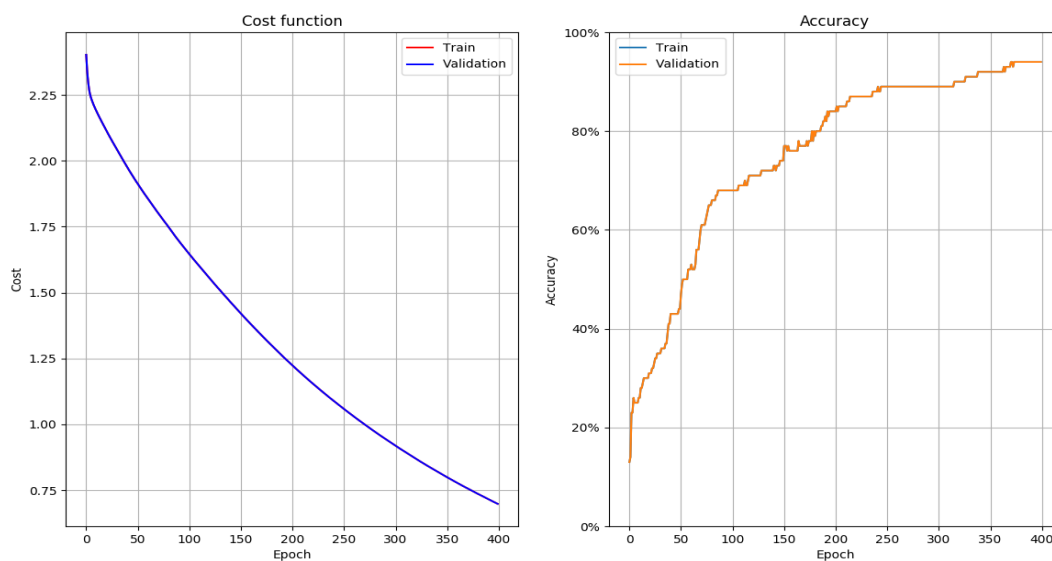 Cost function
Train
Validation
2.25
2.00
1.75
1.50
1.25
1.00
0.75
Cost
0 50 100 150 200 250 300 350 400
Epoch
Accuracy
Train
Validation
100%
80%
60%
40%
20%
0%
Accuracy
0 50 100 150 200 250 300 350 400
Epoch